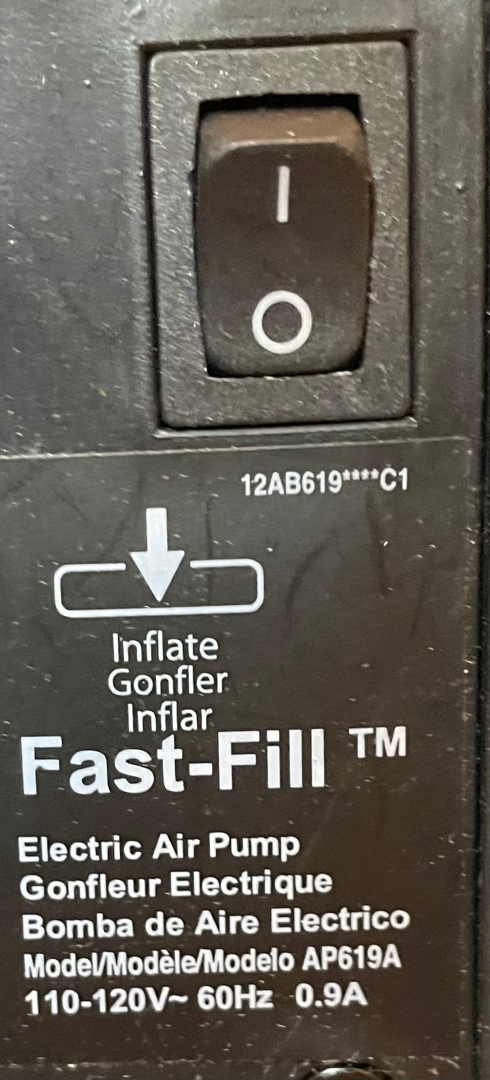 I
O
12AB619****C1
Inflate
Gonfler
Inflar
Fast-Fill ™
Electric Air Pump
Gonfleur Electrique
Bomba de Aire Electrico
Model/Modèle/Modelo AP619A
110-120V~ 60Hz 0.9A